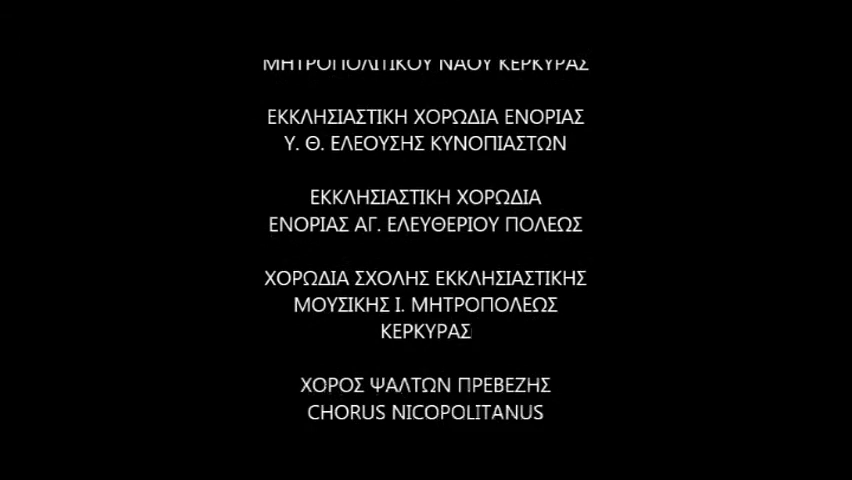 ΜΗΤΡΟΠΟΛΙΤΙΚΟΥ ΝΑΟΥ ΚΕΡΚΥΡΑΣ
ΕΚΚΛΗΣΙΑΣΤΙΚΗ ΧΟΡΩΔΙΑ ΕΝΟΡΙΑΣ
Υ. Θ. ΕΛΕΟΥΣΗΣ ΚΥΝΟΠΙΑΣΤΩΝ
ΕΚΚΛΗΣΙΑΣΤΙΚΗ ΧΟΡΩΔΙΑ
ΕΝΟΡΙΑΣ ΑΓ. ΕΛΕΥΘΕΡΙΟΥ ΠΟΛΕΩΣ
ΧΟΡΩΔΙΑ ΣΧΟΛΗΣ ΕΚΚΛΗΣΙΑΣΤΙΚΗΣ
ΜΟΥΣΙΚΗΣ Ι. ΜΗΤΡΟΠΟΛΕΩΣ
ΚΕΡΚΥΡΑΣ
ΧΟΡΟΣ ΨΑΛΤΩΝ ΠΡΕΒΕΖΗΣ
CHORUS NICOPOLITANUS